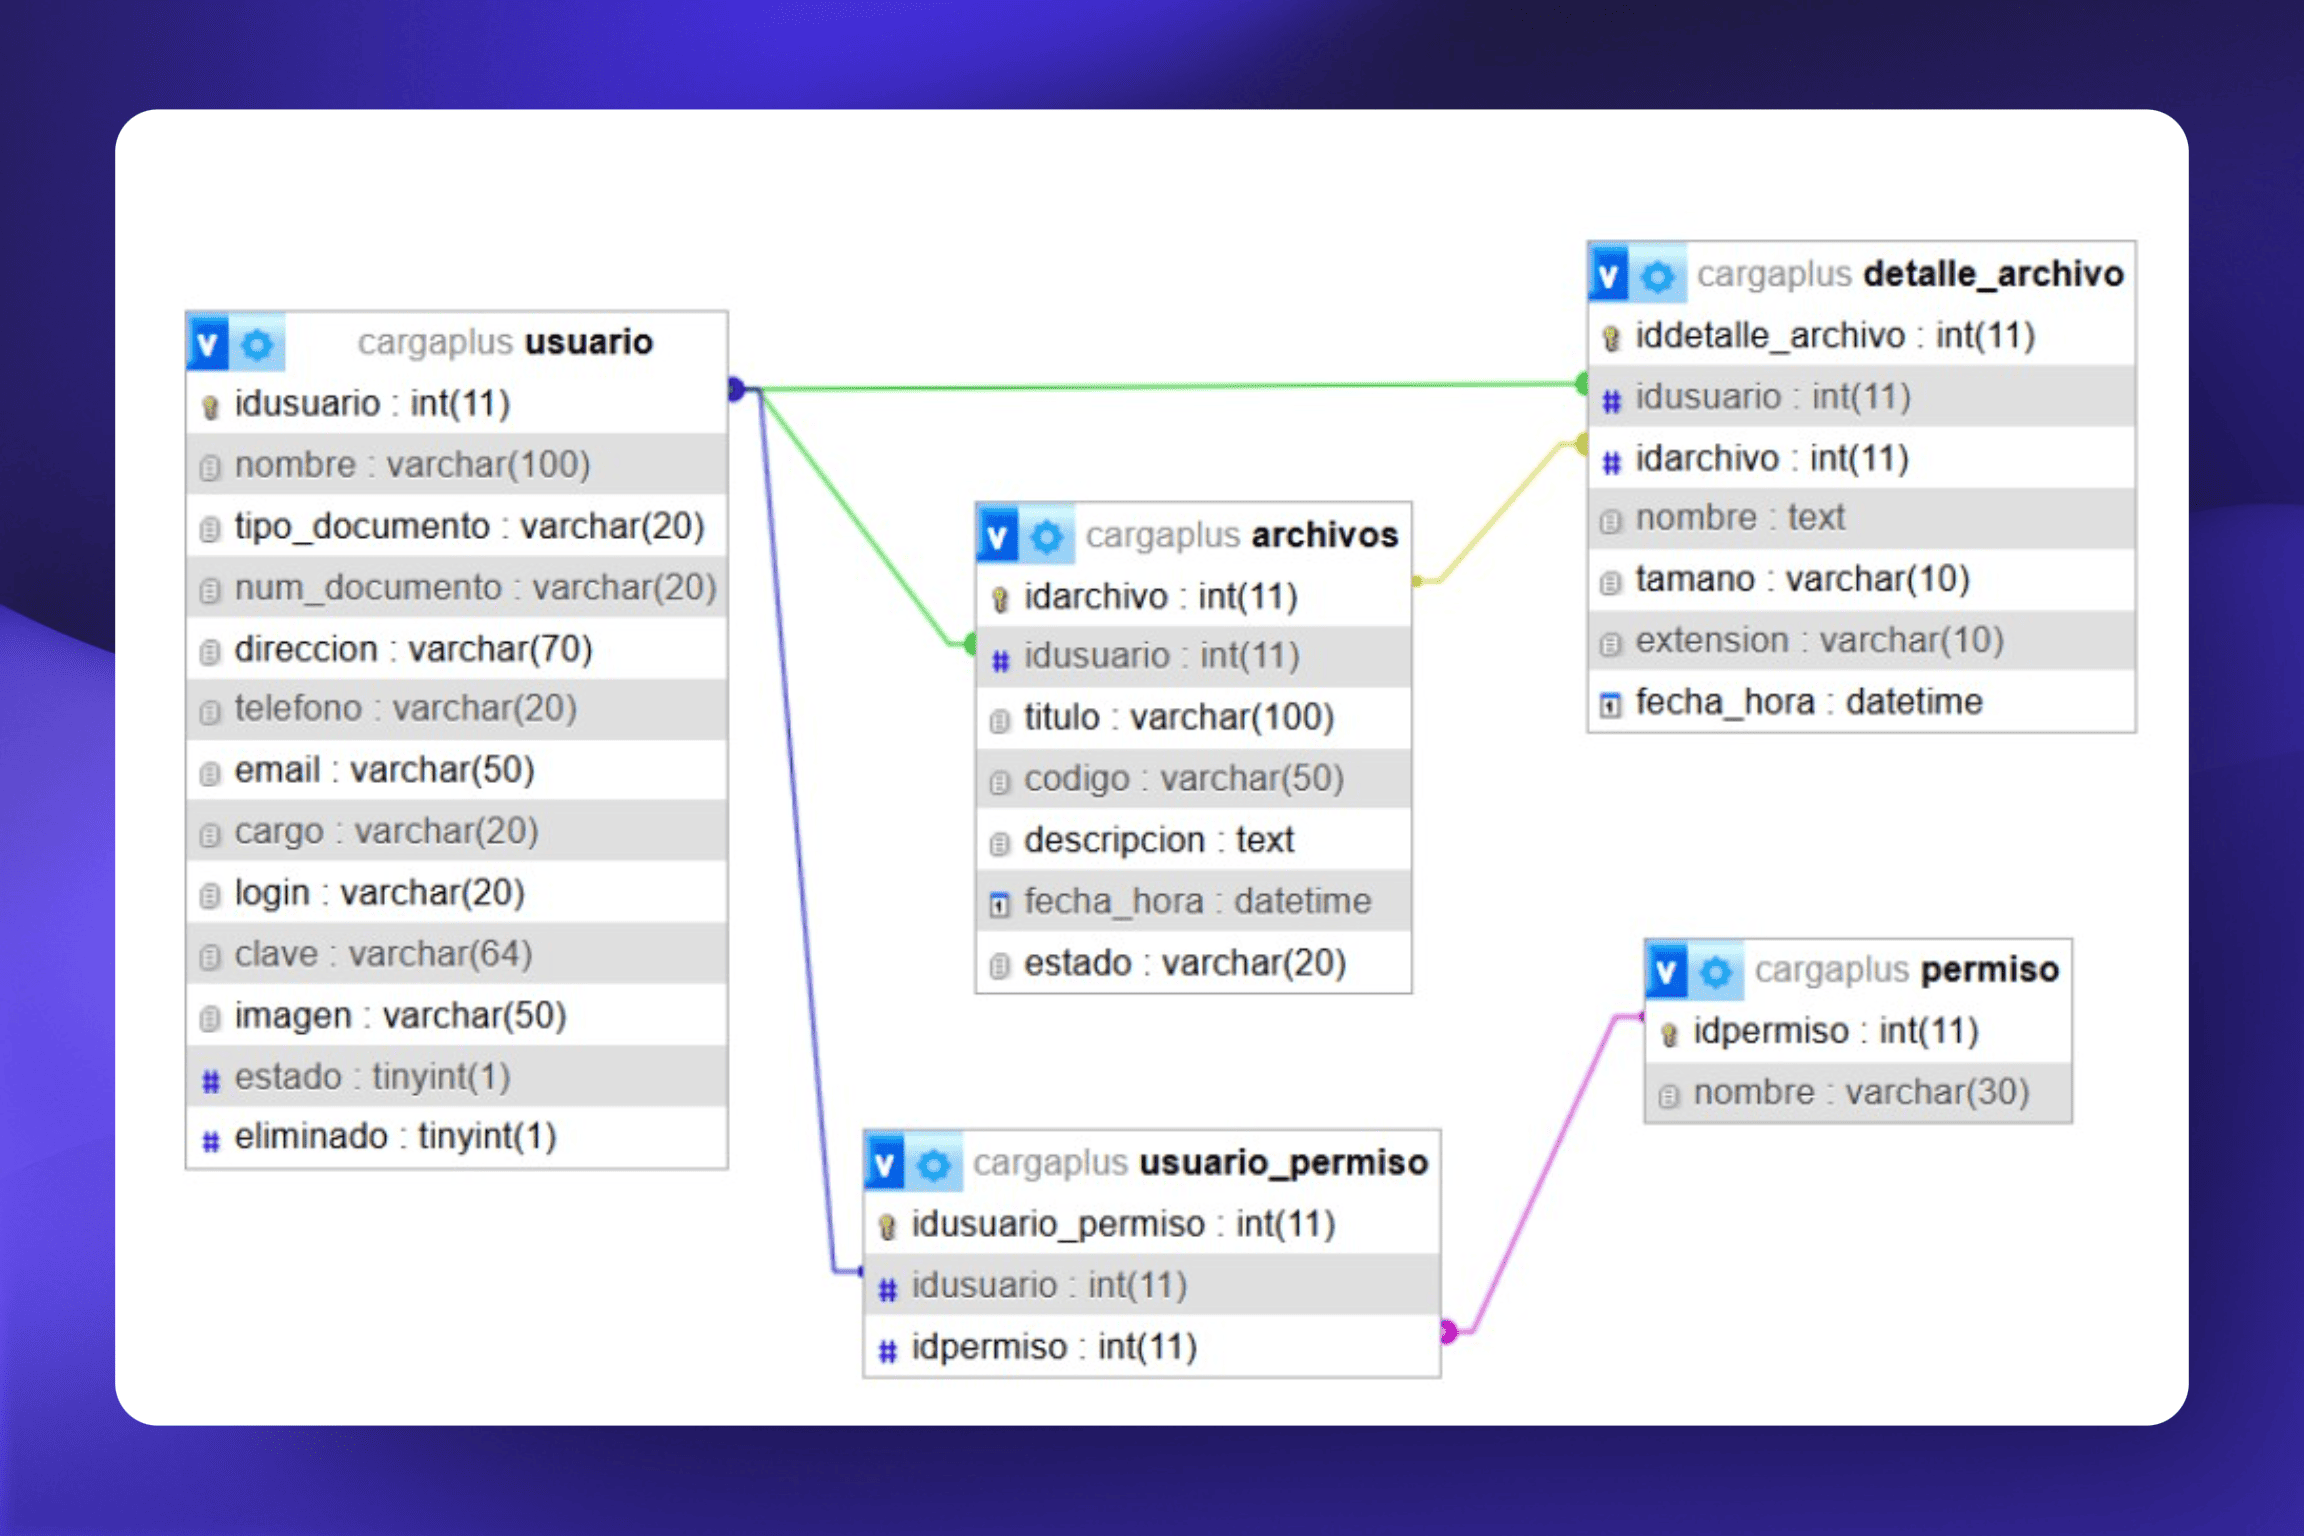 v cargaplus usuario
idusuario : int(11)
nombre : varchar(100)
tipo_documento : varchar(20)
num_documento : varchar(20)
direccion : varchar(70)
telefono : varchar(20)
email : varchar(50)
cargo : varchar(20)
login : varchar(20)
clave : varchar(64)
imagen : varchar(50)
# estado : tinyint(1)
# eliminado : tinyint(1)
v cargaplus archivos
idarchivo : int(11)
# idusuario : int(11)
titulo : varchar(100)
codigo : varchar(50)
descripcion : text
fecha_hora : datetime
estado : varchar(20)
v cargaplus detalle_archivo
iddetalle_archivo : int(11)
# idusuario : int(11)
# idarchivo : int(11)
nombre : text
tamano : varchar(10)
extension : varchar(10)
fecha_hora : datetime
v cargaplus usuario_permiso
idusuario_permiso : int(11)
# idusuario : int(11)
# idpermiso : int(11)
v cargaplus permiso
idpermiso : int(11)
nombre : varchar(30)